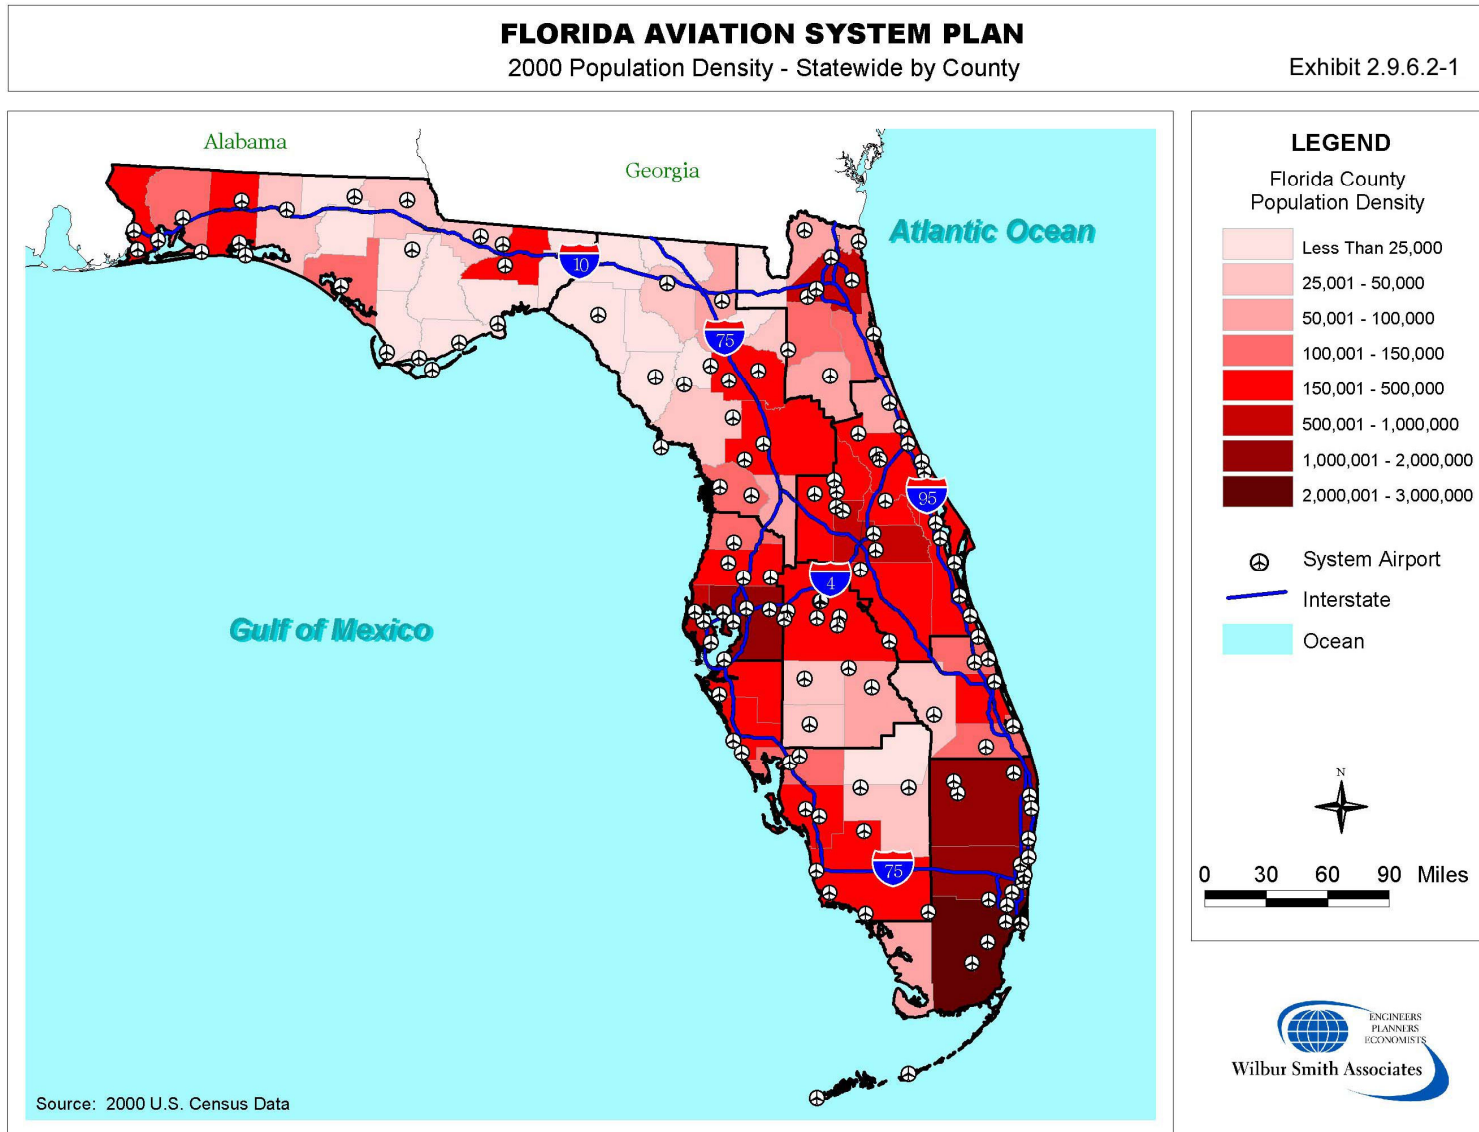 FLORIDA AVIATION SYSTEM PLAN
2000 Population Density - Statewide by County
Exhibit 2.9.6.2-1
Alabama
Georgia
Atlantic Ocean
Gulf of Mexico
10
75
95
4
75
Source: 2000 U.S. Census Data
LEGEND
Florida County
Population Density
Less Than 25,000
25,001 - 50,000
50,001 - 100,000
100,001 - 150,000
150,001 - 500,000
500,001 - 1,000,000
1,000,001 - 2,000,000
2,000,001 - 3,000,000
System Airport
Interstate
Ocean
N
0 30 60 90 Miles
ENGINEERS
PLANNERS
ECONOMISTS
Wilbur Smith Associates